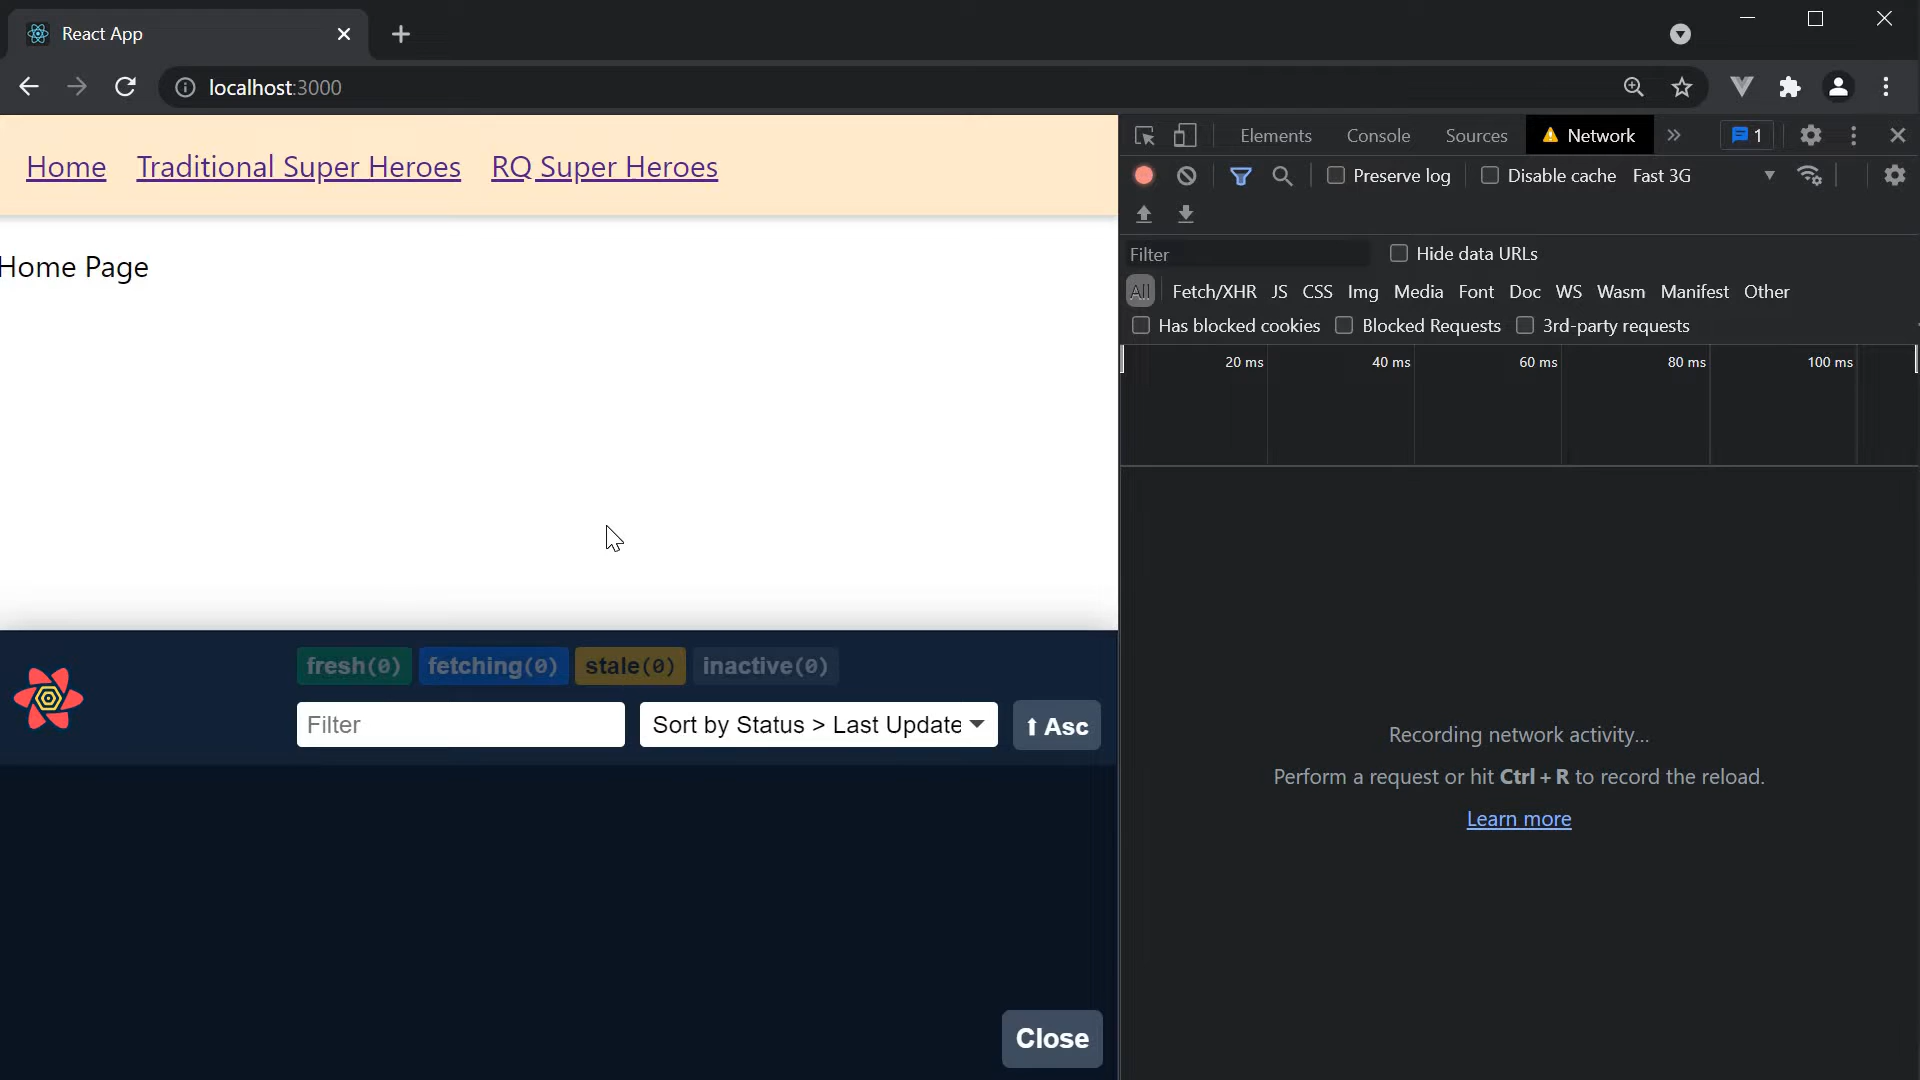 React App
localhost:3000
Home Traditional Super Heroes RQ Super Heroes
Home Page
fresh(0) fetching(0) stale(0) inactive(0)
Filter Sort by Status > Last Update ⬆ Asc
Close
Elements Console Sources Network » 1
Preserve log Disable cache Fast 3G
Filter Hide data URLs
All Fetch/XHR JS CSS Img Media Font Doc WS Wasm Manifest Other
Has blocked cookies Blocked Requests 3rd-party requests
20 ms 40 ms 60 ms 80 ms 100 ms
Recording network activity...
Perform a request or hit Ctrl + R to record the reload.
Learn more